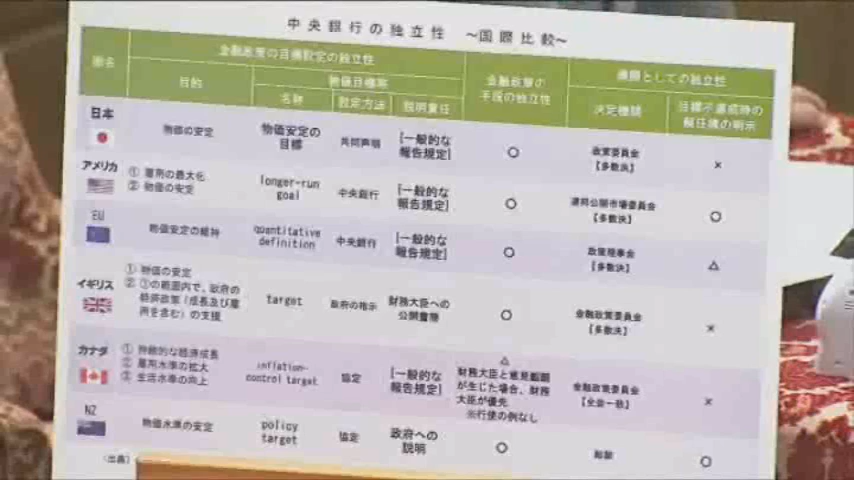 中央銀行の独立性 〜国際比較〜
国名
金融政策の目標設定の独立性
目的
物価目標等
名称
設定方法
説明責任
金融政策の
手段の独立性
機関としての独立性
決定機関
目標不達成時の
解任権の明示
日本
物価の安定
物価安定の
目標
共同声明
[一般的な
報告規定]
○
政策委員会
【多数決】
×
アメリカ
① 雇用の最大化
② 物価の安定
longer-run
goal
中央銀行
[一般的な
報告規定]
○
連邦公開市場委員会
【多数決】
○
EU
物価安定の維持
quantitative
definition
中央銀行
[一般的な
報告規定]
○
政策理事会
【多数決】
△
イギリス
① 物価の安定
② ①の範囲内で、政府の
経済政策(成長及び雇
用を含む)の支援
target
政府の指示
財務大臣への
公開書簡
○
金融政策委員会
【多数決】
×
カナダ
① 持続的な経済成長
② 雇用水準の拡大
③ 生活水準の向上
inflation-
control target
協定
[一般的な
報告規定]
△
財務大臣と意見齟齬
が生じた場合、財務
大臣が優先
※行使の例なし
金融政策委員会
【全会一致】
×
NZ
物価水準の安定
policy
target
協定
政府への
説明
○
総裁
○
(出典)